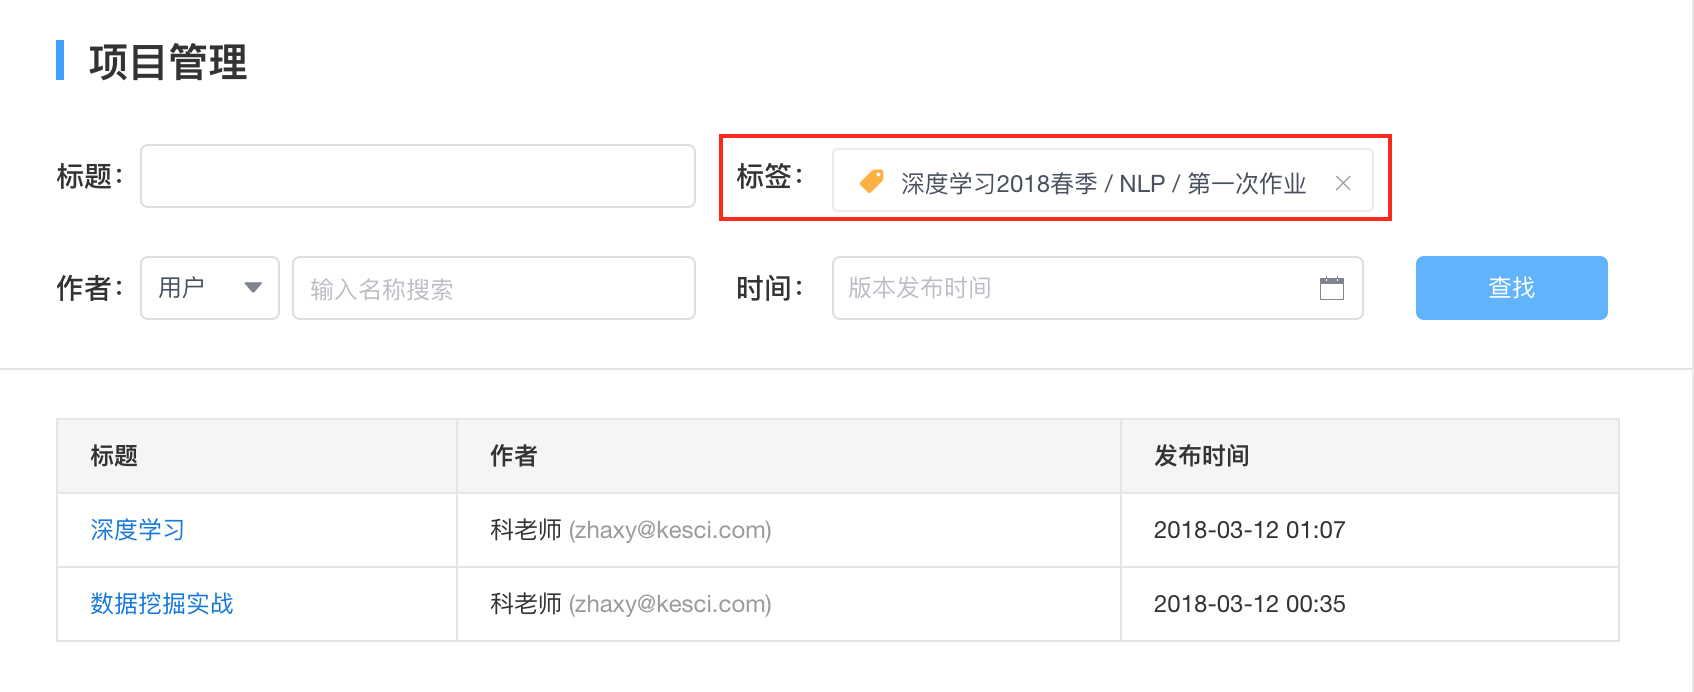 项目管理
标题：
标签： 深度学习2018春季 / NLP / 第一次作业
作者： 用户 输入名称搜索
时间： 版本发布时间
查找
标题 作者 发布时间
深度学习 科老师 (zhaxy@kesci.com) 2018-03-12 01:07
数据挖掘实战 科老师 (zhaxy@kesci.com) 2018-03-12 00:35